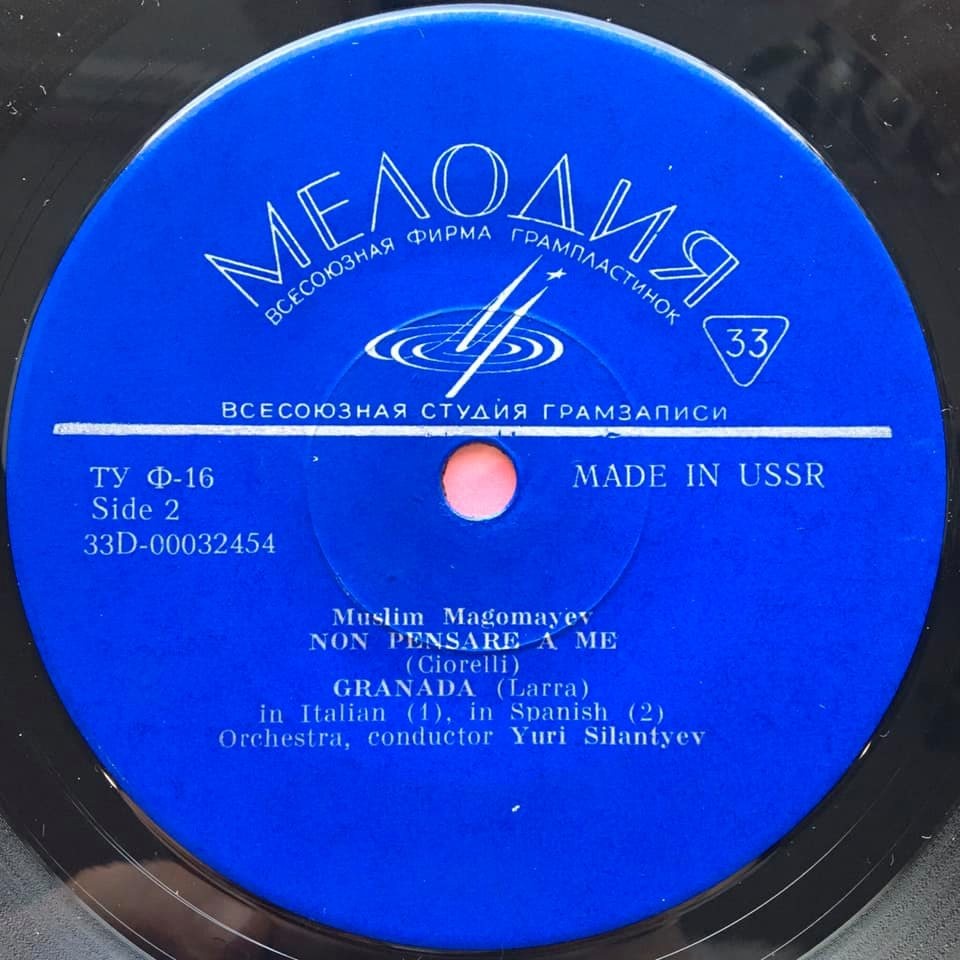 МЕЛОДИЯ
ВСЕСОЮЗНАЯ ФИРМА ГРАМПЛАСТИНОК
33
ВСЕСОЮЗНАЯ СТУДИЯ ГРАМЗАПИСИ
ТУ Ф-16
MADE IN USSR
Side 2
33D-00032454
Muslim Magomayev
NON PENSARE A ME
(Ciorelli)
GRANADA (Larra)
in Italian (1), in Spanish (2)
Orchestra, conductor Yuri Silantyev